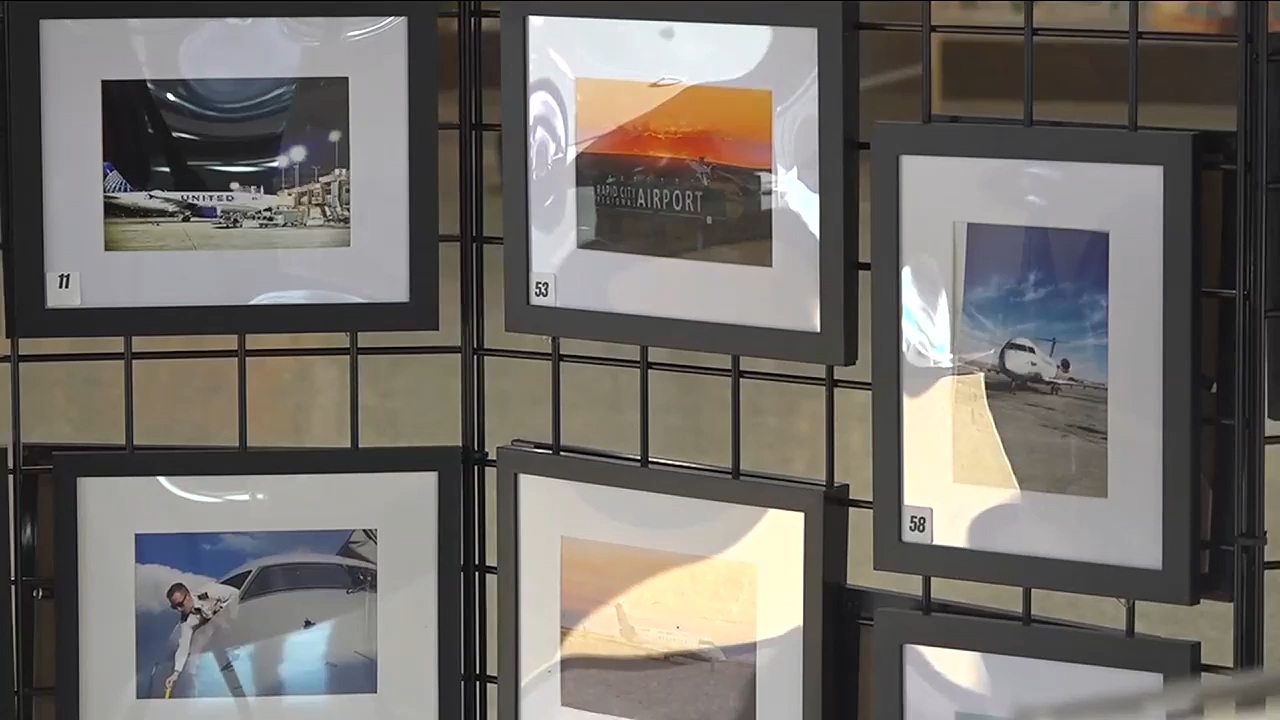 UNITED
11
RAPID CITY
REGIONAL
AIRPORT
53
58